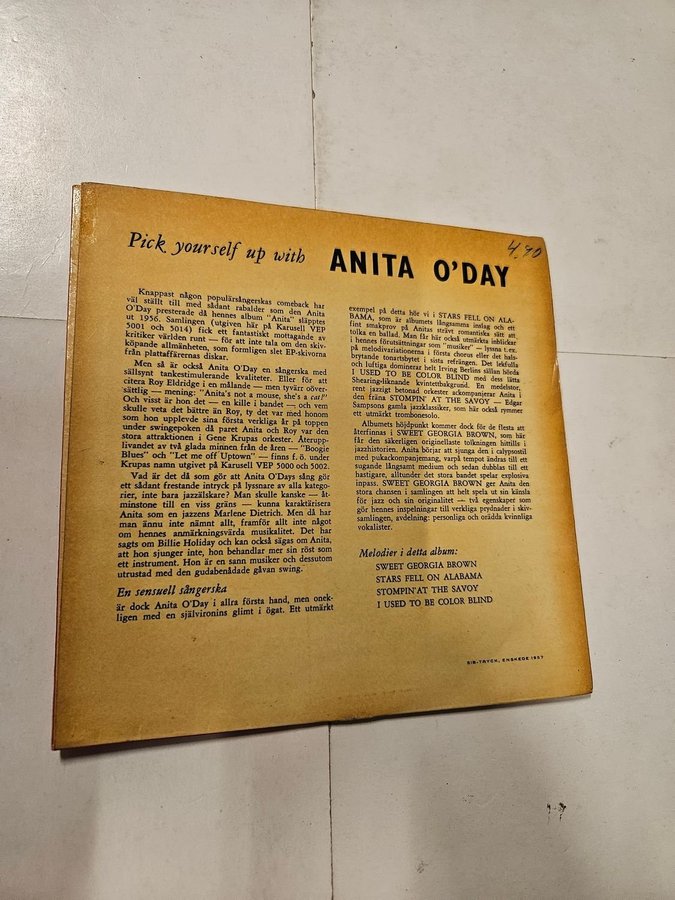 Pick yourself up with ANITA O'DAY
4.90
Knappast någon populärsångerskas comeback har
väl ställt till med sådant rabalder som den Anita
O'Day presterade då hennes album "Anita" släpptes
ut 1956. Samlingen (utgiven här på Karusell VEP
5001 och 5014) fick ett fantastiskt mottagande av
kritiker världen runt — för att inte tala om den skiv-
köpande allmänheten, som formligen slet EP-skivorna
från plattaffärernas diskar.
Men så är också Anita O'Day en sångerska med
sällsynt tankestimulerande kvaliteter. Eller för att
citera Roy Eldridge i en målande — men tyvärr oöver-
sättlig — mening: "Anita's not a mouse, she's a cat!"
Och visst är hon det — en kille i bandet — och vem
skulle veta det bättre än Roy, ty det var med honom
som hon upplevde sina första verkliga år på toppen
under swingepoken då paret Anita och Roy var den
stora attraktionen i Gene Krupas orkester. Återupp-
livandet av två glada minnen från de åren — "Boogie
Blues" och "Let me off Uptown" — finns f. ö. under
Krupas namn utgivet på Karusell VEP 5000 och 5002.
Vad är det då som gör att Anita O'Days sång gör
ett sådant frestande intryck på lyssnare av alla katego-
rier, inte bara jazzälskare? Man skulle kanske — åt-
minstone till en viss gräns — kunna karaktärisera
Anita som en jazzens Marlene Dietrich. Men då har
man ännu inte nämnt allt, framför allt inte något
om hennes anmärkningsvärda musikalitet. Det har
sagts om Billie Holiday och kan också sägas om Anita,
att hon sjunger inte, hon behandlar mer sin röst som
ett instrument. Hon är en sann musiker och dessutom
utrustad med den gudabenådade gåvan swing.
En sensuell sångerska
är dock Anita O'Day i allra första hand, men onek-
ligen med en självironins glimt i ögat. Ett utmärkt
exempel på detta hör vi i STARS FELL ON ALA-
BAMA, som är albumets långsamma inslag och ett
fint smakprov på Anitas strävt romantiska sätt att
tolka en ballad. Man får här också utmärkta inblickar
i hennes förutsättningar som "musiker" — lyssna t.ex.
på melodivariationerna i första chorus eller det hals-
brytande tonartsbytet i sista refrängen. Det lekfulla
och luftiga dominerar helt Irving Berlins sällan hörda
I USED TO BE COLOR BLIND med dess lätta
Shearing-liknande kvintettbakgrund. En medelstor,
rent jazzigt betonad orkester ackompanjerar Anita i
den fräna STOMPIN' AT THE SAVOY — Edgar
Sampsons gamla jazzklassiker, som här också rymmer
ett utmärkt trombonesolo.
Albumets höjdpunkt kommer dock för de flesta att
återfinnas i SWEET GEORGIA BROWN, som här
får den säkerligen originellaste tolkningen hittills i
jazzhistorien. Anita börjar att sjunga den i calypsostil
med pukackompanjemang, varpå tempot ändras till ett
sugande långsamt medium och sedan dubblas till ett
hastigare, alltunder det stora bandet spelar explosiva
inpass. SWEET GEORGIA BROWN ger Anita den
stora chansen i samlingen att helt spela ut sin känsla
för jazz och sin originalitet — två egenskaper som
gör hennes inspelningar till verkliga prydnader i skiv-
samlingen, avdelning: personliga och orädda kvinnliga
vokalister.
Melodier i detta album:
SWEET GEORGIA BROWN
STARS FELL ON ALABAMA
STOMPIN' AT THE SAVOY
I USED TO BE COLOR BLIND
SIB-TRYCK, ENSKEDE 1957